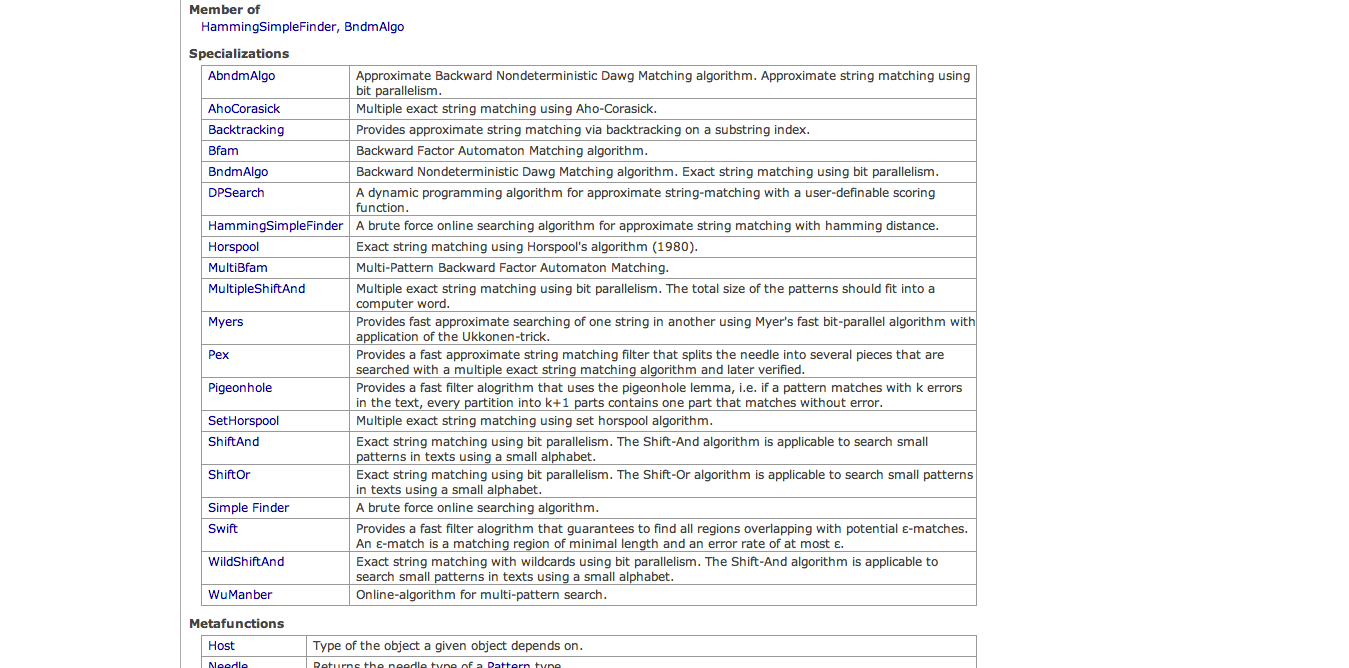 Member of
HammingSimpleFinder, BndmAlgo
Specializations
AbndmAlgo Approximate Backward Nondeterministic Dawg Matching algorithm. Approximate string matching using
bit parallelism.
AhoCorasick Multiple exact string matching using Aho-Corasick.
Backtracking Provides approximate string matching via backtracking on a substring index.
Bfam Backward Factor Automaton Matching algorithm.
BndmAlgo Backward Nondeterministic Dawg Matching algorithm. Exact string matching using bit parallelism.
DPSearch A dynamic programming algorithm for approximate string-matching with a user-definable scoring
function.
HammingSimpleFinder A brute force online searching algorithm for approximate string matching with hamming distance.
Horspool Exact string matching using Horspool's algorithm (1980).
MultiBfam Multi-Pattern Backward Factor Automaton Matching.
MultipleShiftAnd Multiple exact string matching using bit parallelism. The total size of the patterns should fit into a
computer word.
Myers Provides fast approximate searching of one string in another using Myer's fast bit-parallel algorithm with
application of the Ukkonen-trick.
Pex Provides a fast approximate string matching filter that splits the needle into several pieces that are
searched with a multiple exact string matching algorithm and later verified.
Pigeonhole Provides a fast filter alogrithm that uses the pigeonhole lemma, i.e. if a pattern matches with k errors
in the text, every partition into k+1 parts contains one part that matches without error.
SetHorspool Multiple exact string matching using set horspool algorithm.
ShiftAnd Exact string matching using bit parallelism. The Shift-And algorithm is applicable to search small
patterns in texts using a small alphabet.
ShiftOr Exact string matching using bit parallelism. The Shift-Or algorithm is applicable to search small patterns
in texts using a small alphabet.
Simple Finder A brute force online searching algorithm.
Swift Provides a fast filter alogrithm that guarantees to find all regions overlapping with potential ε-matches.
An ε-match is a matching region of minimal length and an error rate of at most ε.
WildShiftAnd Exact string matching with wildcards using bit parallelism. The Shift-And algorithm is applicable to
search small patterns in texts using a small alphabet.
WuManber Online-algorithm for multi-pattern search.
Metafunctions
Host Type of the object a given object depends on.
Needle Returns the needle type of a Pattern type.